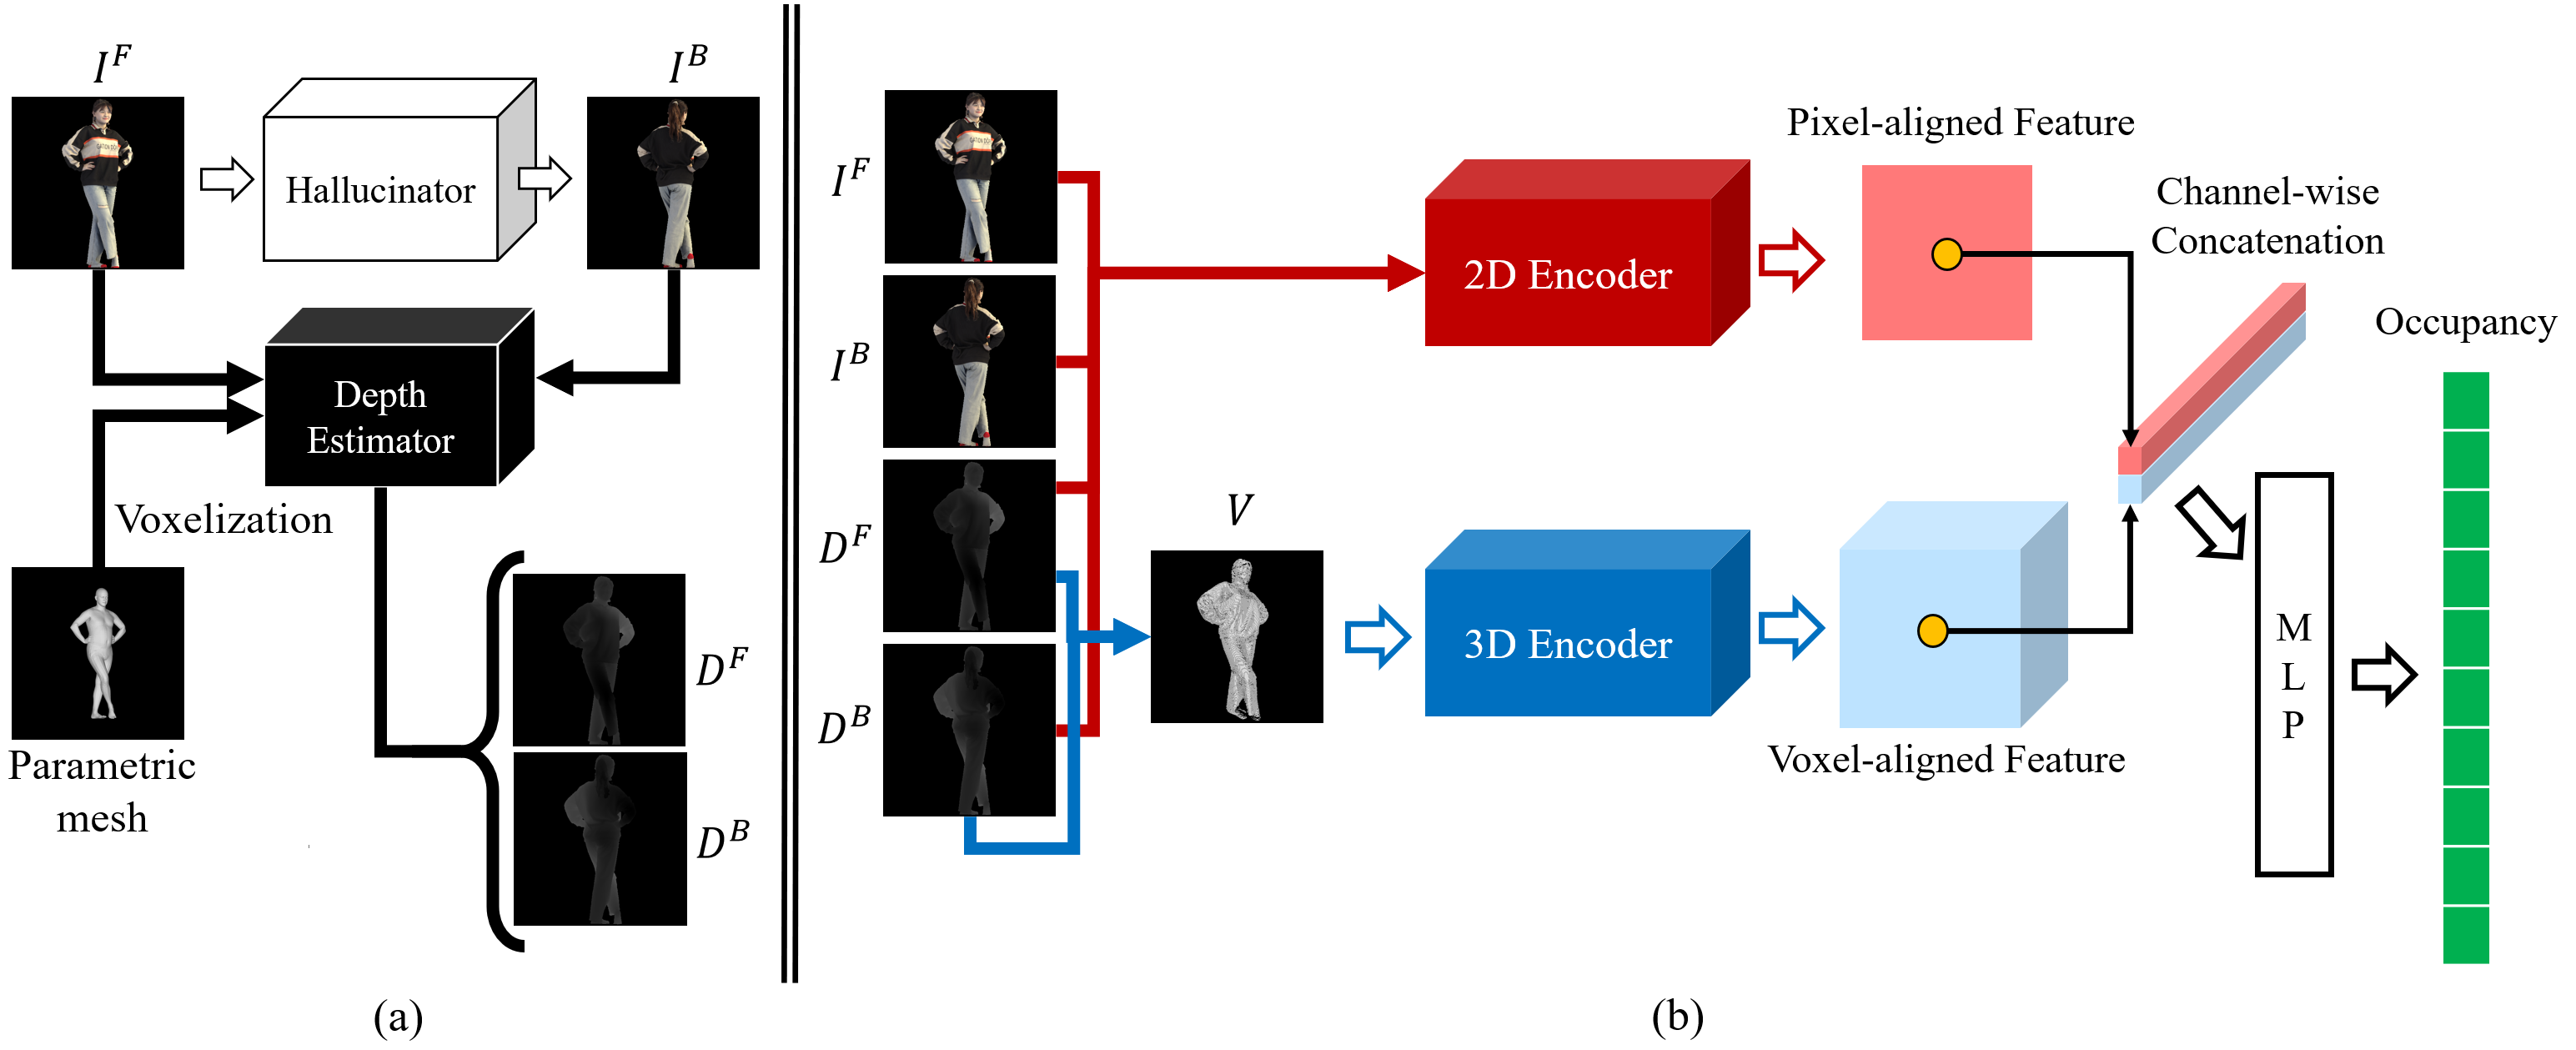 I^F
I^B
Hallucinator
Depth
Estimator
Voxelization
D^F
D^B
Parametric
mesh
(a)
I^F
I^B
D^F
D^B
V
2D Encoder
3D Encoder
Pixel-aligned Feature
Voxel-aligned Feature
Channel-wise
Concatenation
M
L
P
Occupancy
(b)